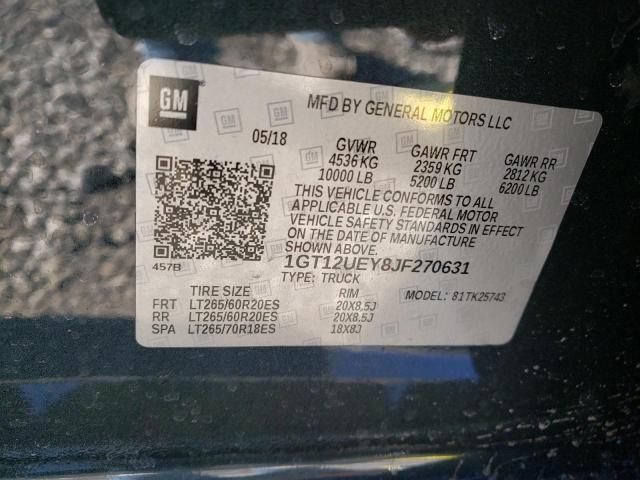 GM
MFD BY GENERAL MOTORS LLC
05/18
GVWR
4536 KG
10000 LB
GAWR FRT
2359 KG
5200 LB
GAWR RR
2812 KG
6200 LB
THIS VEHICLE CONFORMS TO ALL
APPLICABLE U.S. FEDERAL MOTOR
VEHICLE SAFETY STANDARDS IN
EFFECT ON THE DATE OF MANUFACTURE
SHOWN ABOVE.
457B
1GT12UEY8JF270631
TYPE: TRUCK
MODEL: 81TK25743
TIRE SIZE RIM
FRT LT265/60R20ES 20X8.5J
RR LT265/60R20ES 20X8.5J
SPA LT265/70R18ES 18X8J